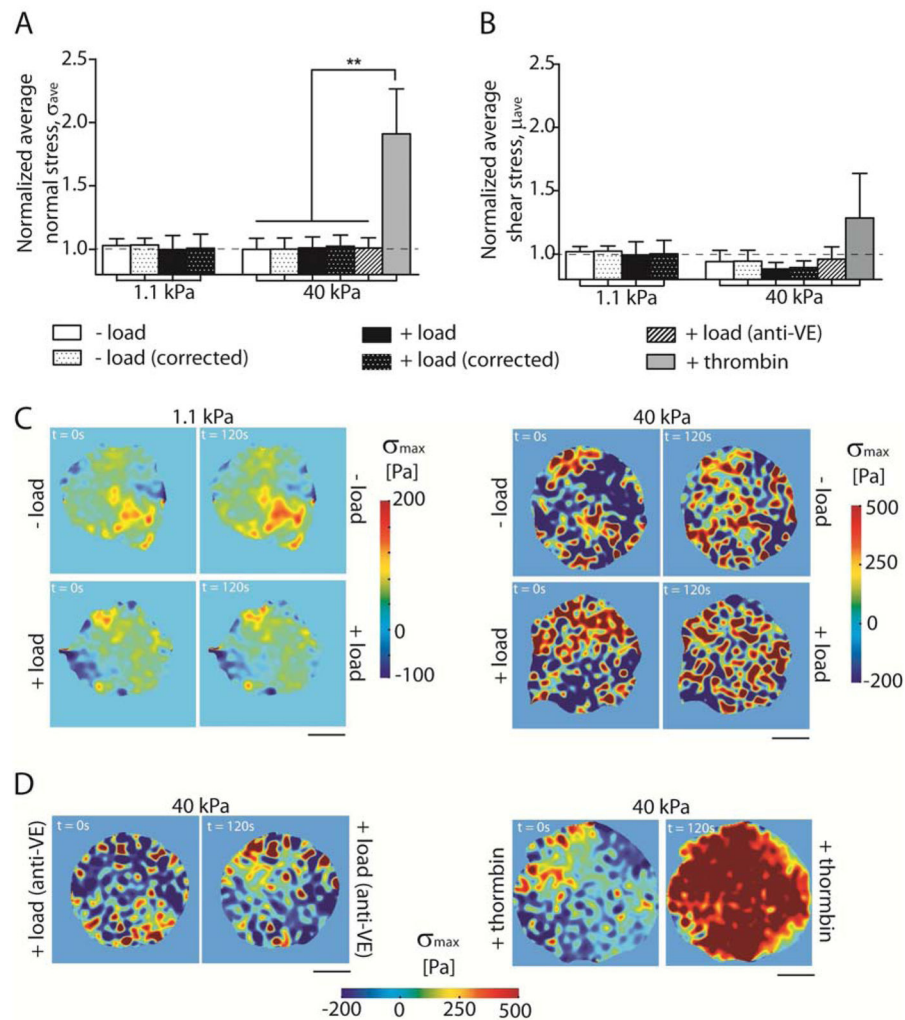 A
Normalized average
normal stress, σave
2.5
2.0
1.5
1.0
**
1.1 kPa
40 kPa
B
Normalized average
shear stress, μave
2.5
2.0
1.5
1.0
1.1 kPa
40 kPa
- load
- load (corrected)
+ load
+ load (corrected)
+ load (anti-VE)
+ thrombin
C
1.1 kPa
- load
t = 0s
t = 120s
- load
+ load
t = 0s
t = 120s
+ load
σmax
[Pa]
200
0
-100
40 kPa
- load
t = 0s
t = 120s
- load
+ load
t = 0s
t = 120s
+ load
σmax
[Pa]
500
250
0
-200
D
40 kPa
+ load (anti-VE)
t = 0s
t = 120s
+ load (anti-VE)
40 kPa
+ thrombin
t = 0s
t = 120s
+ thormbin
σmax
[Pa]
-200 0 250 500